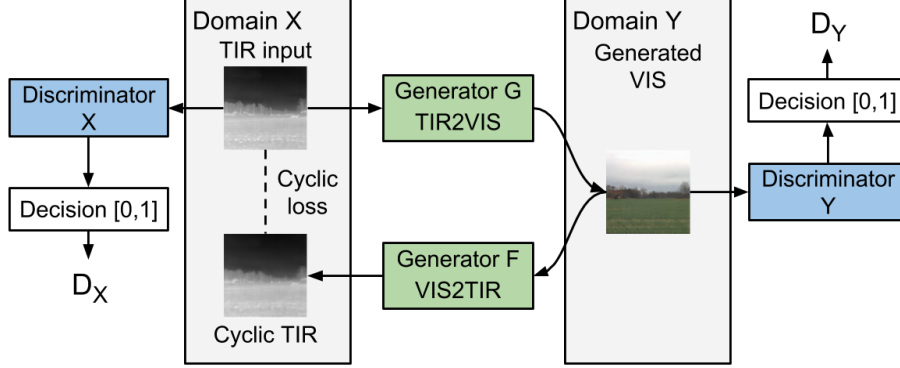 Domain X
TIR input
Discriminator
X
Decision [0,1]
D_X
Cyclic
loss
Cyclic TIR
Generator G
TIR2VIS
Generator F
VIS2TIR
Domain Y
Generated
VIS
D_Y
Decision [0,1]
Discriminator
Y